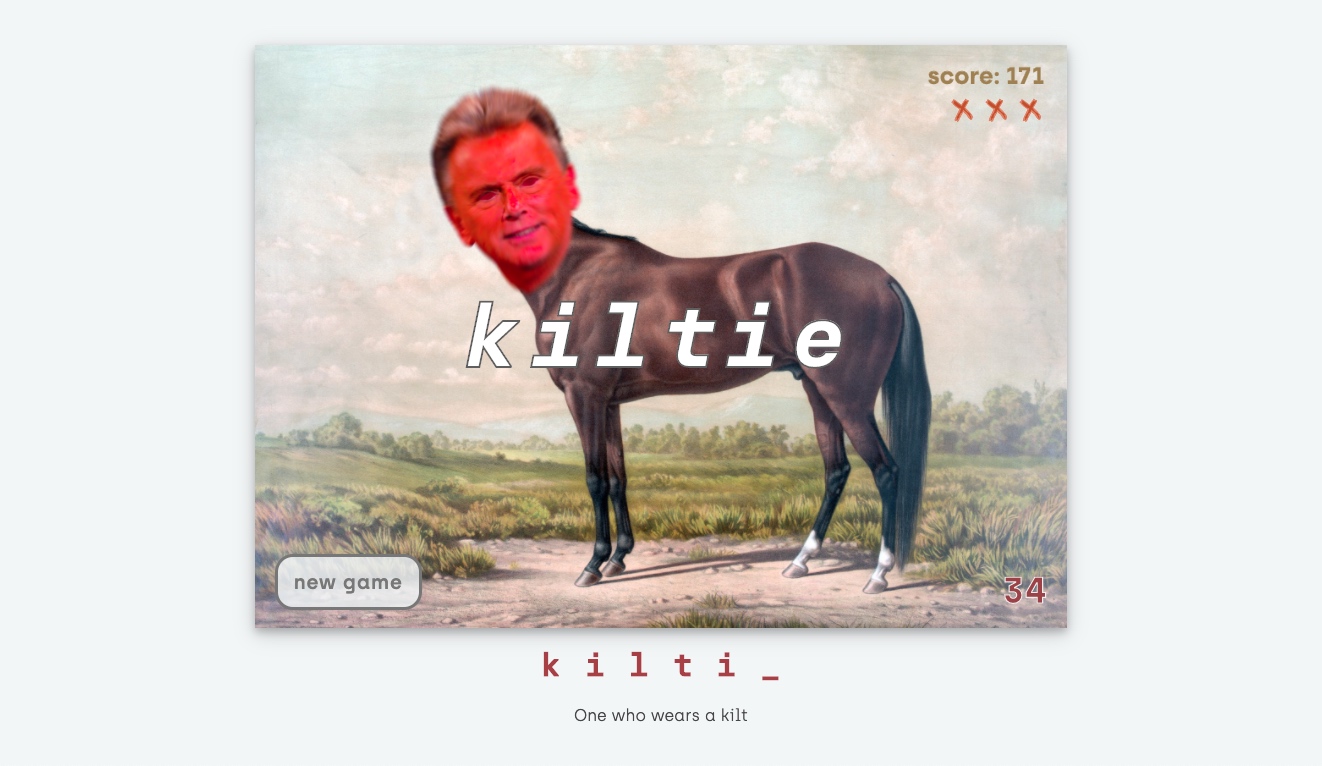 score: 171
x x x
kiltie
new game
34
k i l t i _
One who wears a kilt